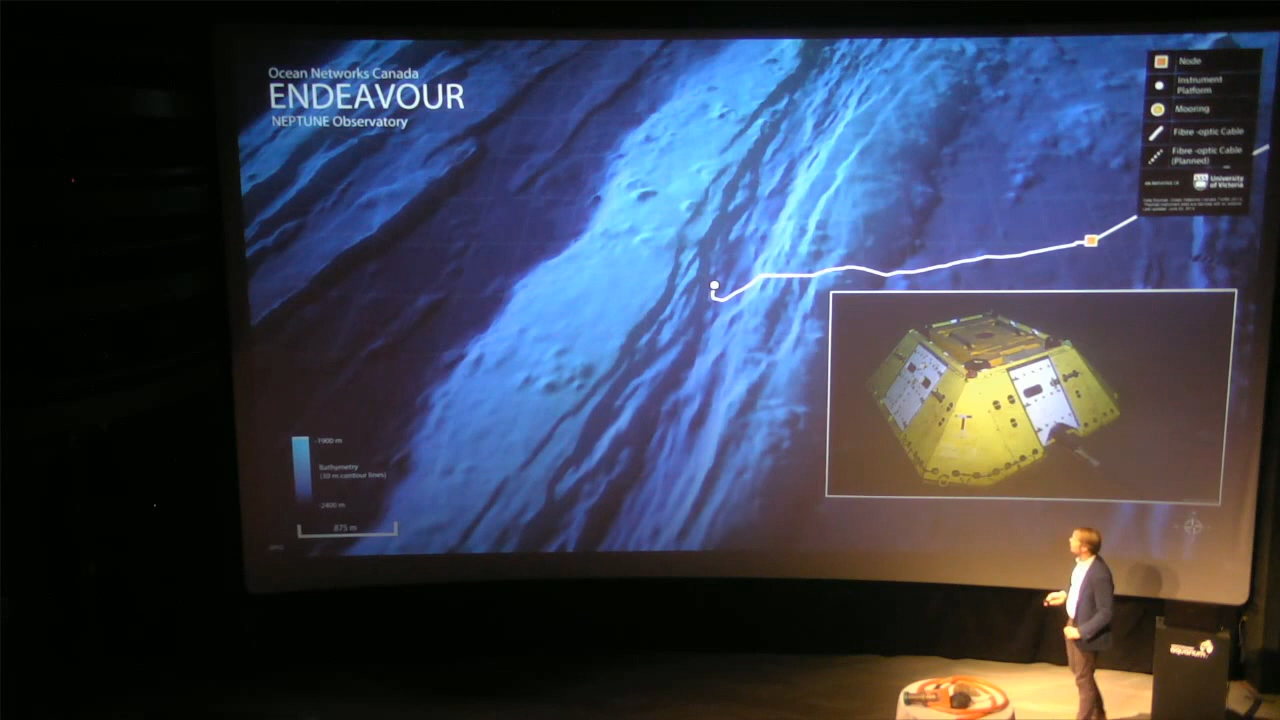 Ocean Networks Canada
ENDEAVOUR
NEPTUNE Observatory
Node
Instrument
Platform
Mooring
Fibre -optic Cable
Fibre -optic Cable
(Planned)
University
of Victoria
-1900 m
Bathymetry
(10 m contour lines)
-2400 m
875 m
aquarium